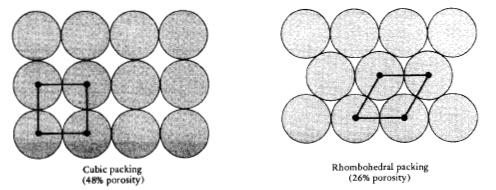 Cubic packing
(48% porosity)
Rhombohedral packing
(26% porosity)